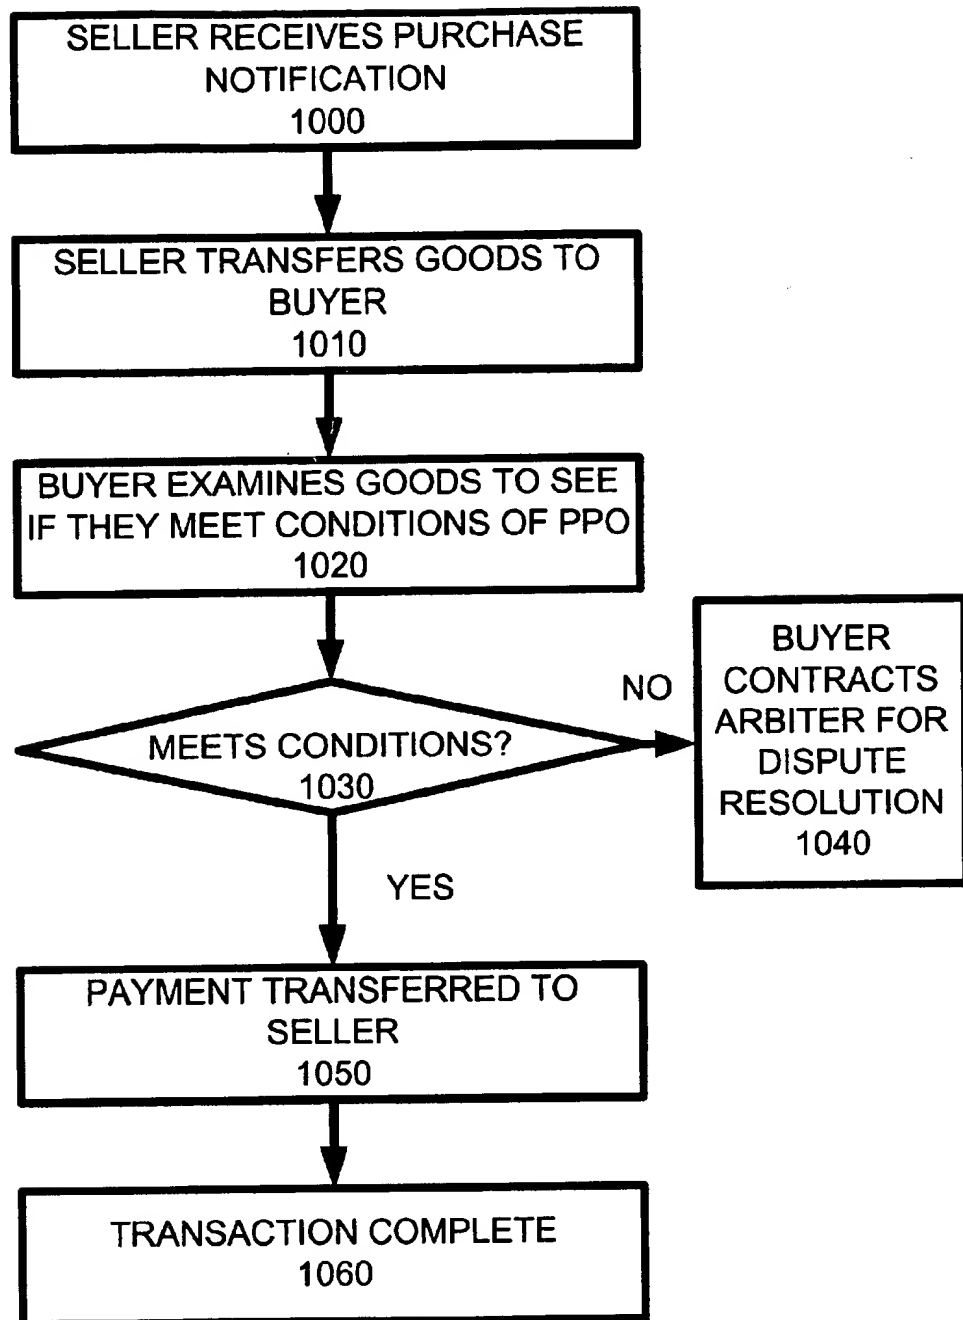 SELLER RECEIVES PURCHASE
NOTIFICATION
1000
SELLER TRANSFERS GOODS TO
BUYER
1010
BUYER EXAMINES GOODS TO SEE
IF THEY MEET CONDITIONS OF PPO
1020
MEETS CONDITIONS?
1030
NO
BUYER
CONTRACTS
ARBITER FOR
DISPUTE
RESOLUTION
1040
YES
PAYMENT TRANSFERRED TO
SELLER
1050
TRANSACTION COMPLETE
1060